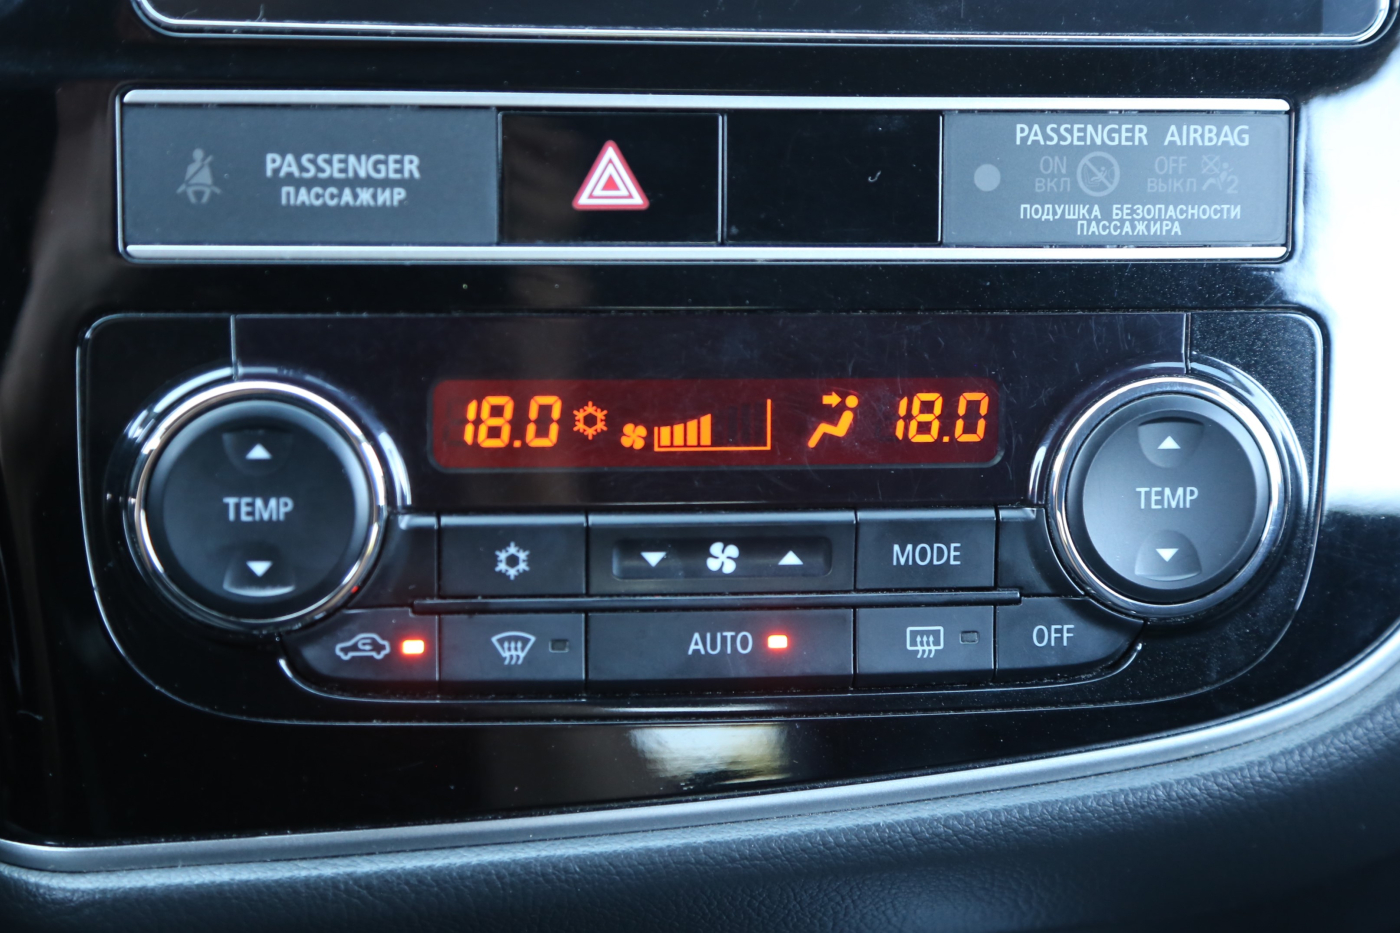 PASSENGER
ПАССАЖИР
PASSENGER AIRBAG
ON OFF
ВКЛ ВЫКЛ 2
ПОДУШКА БЕЗОПАСНОСТИ
ПАССАЖИРА
18.0 18.0
TEMP
TEMP
MODE
AUTO
OFF